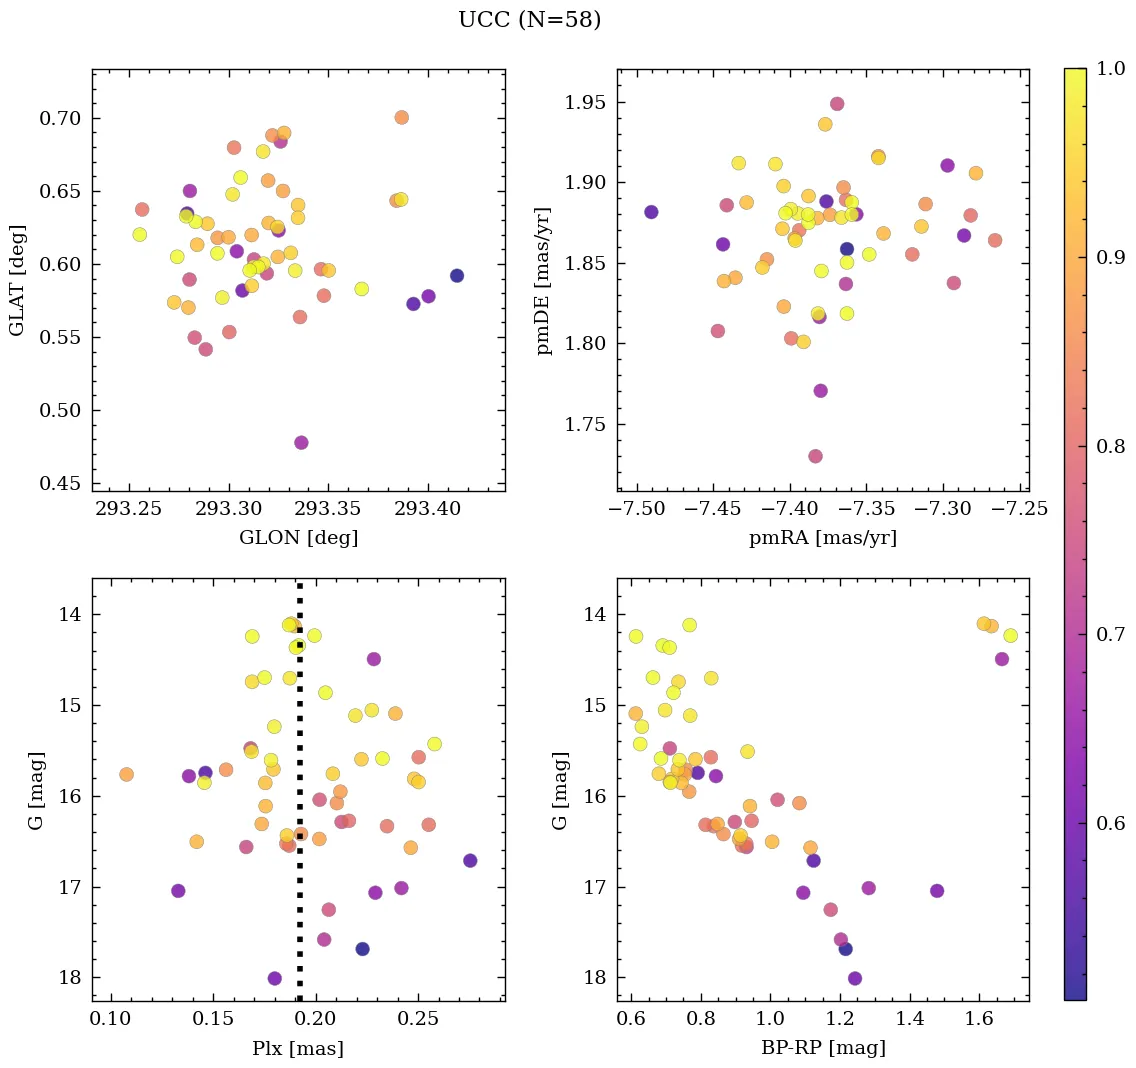 UCC (N=58)
0.70
0.65
0.60
0.55
0.50
0.45
GLAT [deg]
293.25 293.30 293.35 293.40
GLON [deg]
1.95
1.90
1.85
1.80
1.75
pmDE [mas/yr]
−7.50 −7.45 −7.40 −7.35 −7.30 −7.25
pmRA [mas/yr]
1.0
0.9
0.8
0.7
0.6
14
15
16
17
18
G [mag]
0.10 0.15 0.20 0.25
Plx [mas]
14
15
16
17
18
G [mag]
0.6 0.8 1.0 1.2 1.4 1.6
BP-RP [mag]